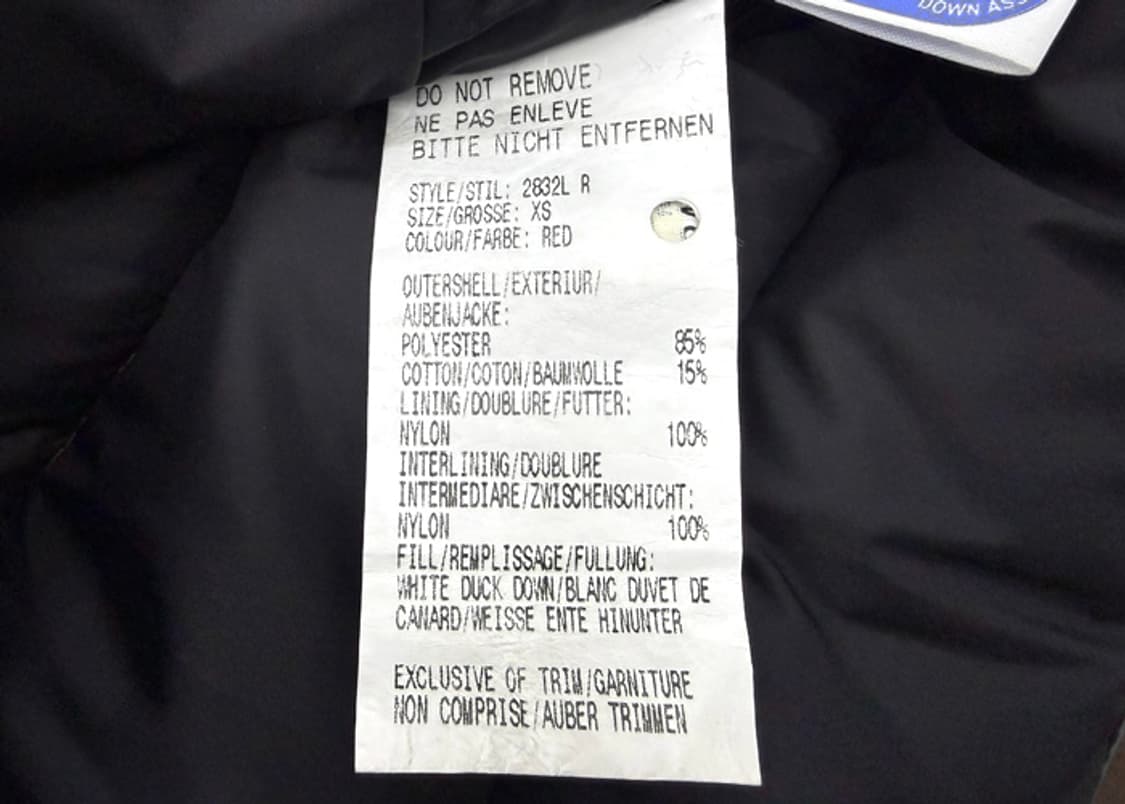 DOWN ASS
DO NOT REMOVE
NE PAS ENLEVE
BITTE NICHT ENTFERNEN
STYLE/STIL: 2832L R
SIZE/GROSSE: XS
COLOUR/FARBE: RED
OUTERSHELL/EXTERIUR/
AUBENJACKE:
POLYESTER 85%
COTTON/COTON/BAUMWOLLE 15%
LINING/DOUBLURE/FUTTER:
NYLON 100%
INTERLINING/DOUBLURE
INTERMEDIARE/ZWISCHENSCHICHT:
NYLON 100%
FILL/REMPLISSAGE/FULLUNG:
WHITE DUCK DOWN/BLANC DUVET DE
CANARD/WEISSE ENTE HINUNTER
EXCLUSIVE OF TRIM/GARNITURE
NON COMPRISE/AUBER TRIMMEN